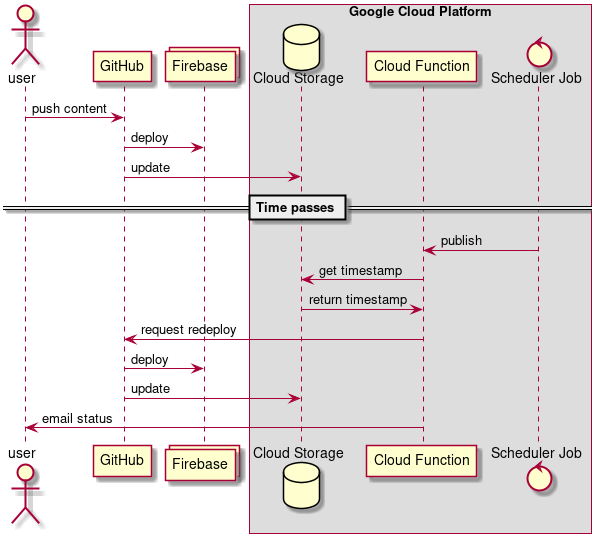 Google Cloud Platform
user
GitHub
Firebase
Cloud Storage
Cloud Function
Scheduler Job
push content
deploy
update
Time passes
publish
get timestamp
return timestamp
request redeploy
deploy
update
email status
user
GitHub
Firebase
Cloud Storage
Cloud Function
Scheduler Job